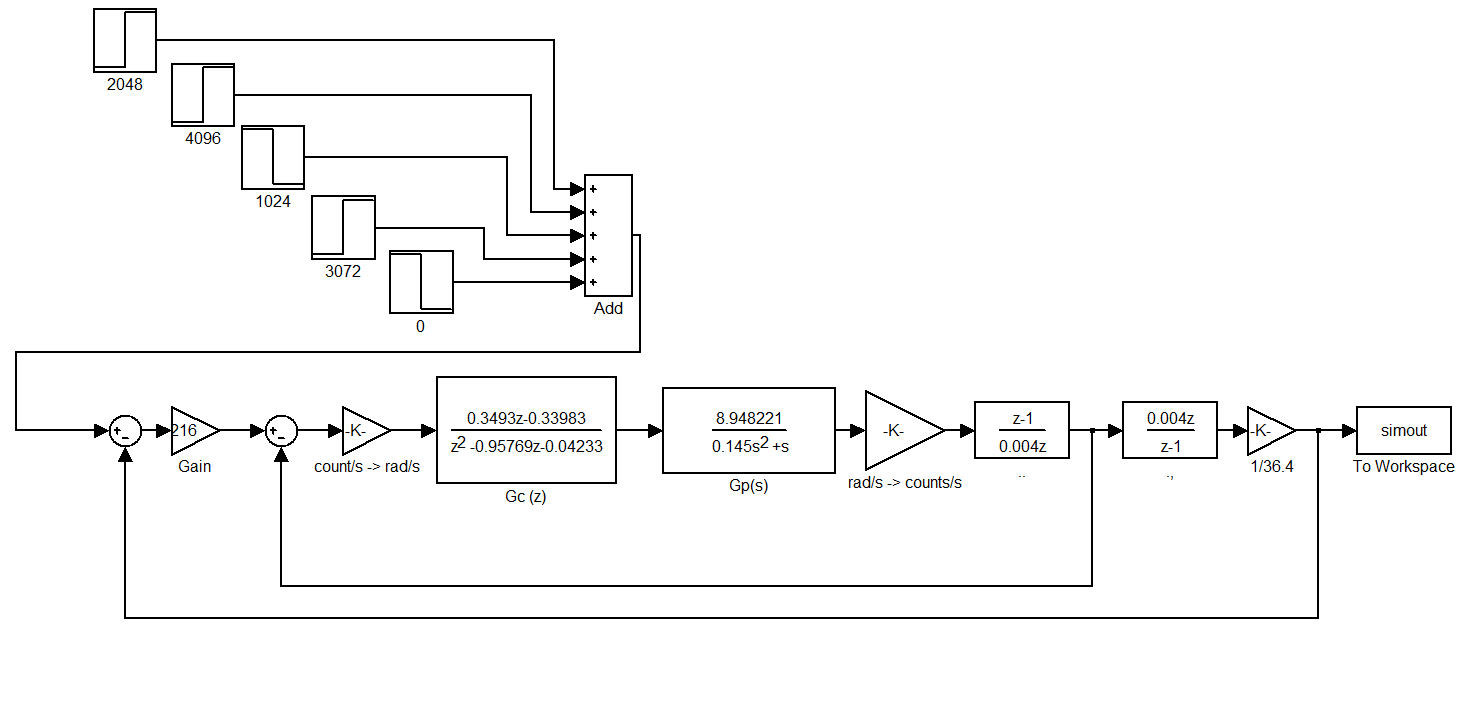 2048
4096
1024
3072
0
+
+
+
+
+
Add
+
-
216
Gain
+
-
-K-
count/s -> rad/s
0.3493z-0.33983
z2 -0.95769z-0.04233
Gc (z)
8.948221
0.145s2 +s
Gp(s)
-K-
rad/s -> counts/s
z-1
0.004z
..
0.004z
z-1
.,
-K-
1/36.4
simout
To Workspace